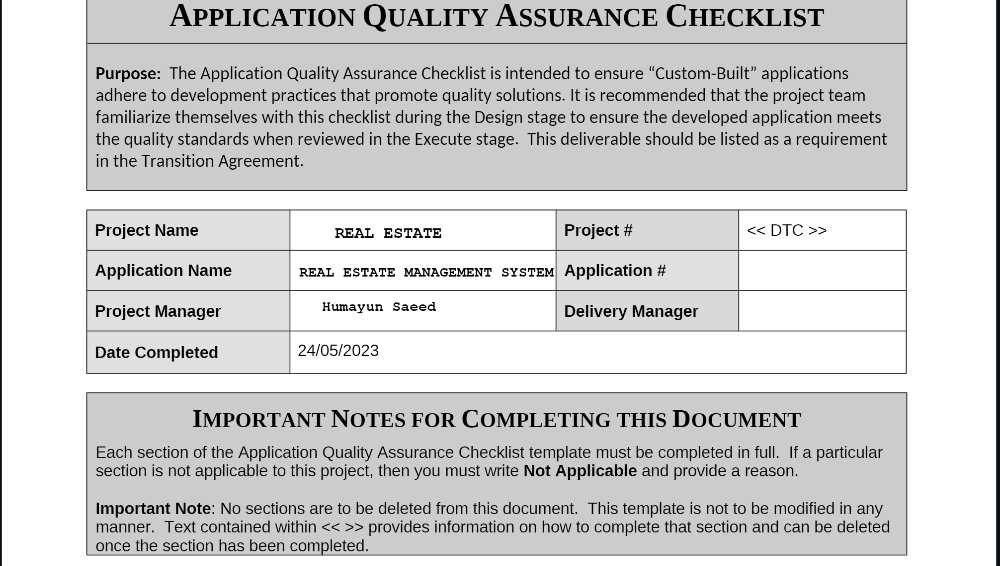 APPLICATION QUALITY ASSURANCE CHECKLIST
Purpose: The Application Quality Assurance Checklist is intended to ensure “Custom-Built” applications
adhere to development practices that promote quality solutions. It is recommended that the project team
familiarize themselves with this checklist during the Design stage to ensure the developed application meets
the quality standards when reviewed in the Execute stage. This deliverable should be listed as a requirement
in the Transition Agreement.
Project Name REAL ESTATE Project # << DTC >>
Application Name REAL ESTATE MANAGEMENT SYSTEM Application #
Project Manager Humayun Saeed Delivery Manager
Date Completed 24/05/2023
IMPORTANT NOTES FOR COMPLETING THIS DOCUMENT
Each section of the Application Quality Assurance Checklist template must be completed in full. If a particular
section is not applicable to this project, then you must write Not Applicable and provide a reason.
Important Note: No sections are to be deleted from this document. This template is not to be modified in any
manner. Text contained within << >> provides information on how to complete that section and can be deleted
once the section has been completed.